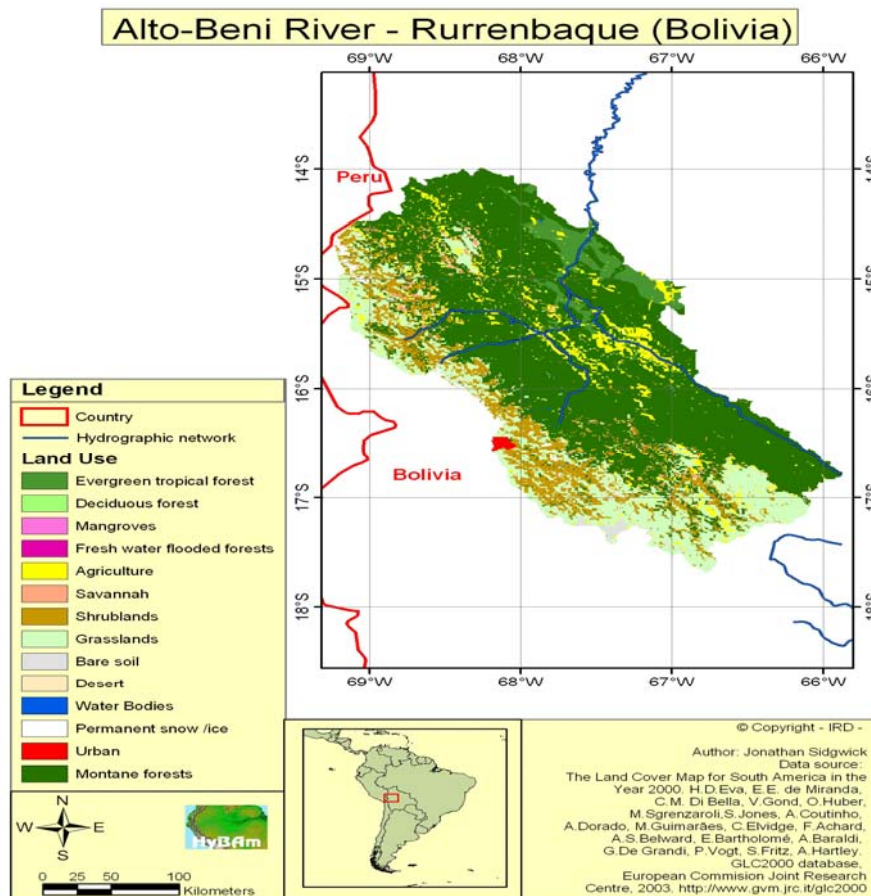 Alto-Beni River - Rurrenbaque (Bolivia)
69°W 68°W 67°W 66°W
14°S 14°S
Peru
15°S 15°S
16°S 16°S
Bolivia
17°S 17°S
18°S 18°S
69°W 68°W 67°W 66°W
Legend
Country
Hydrographic network
Land Use
Evergreen tropical forest
Deciduous forest
Mangroves
Fresh water flooded forests
Agriculture
Savannah
Shrublands
Grasslands
Bare soil
Desert
Water Bodies
Permanent snow /ice
Urban
Montane forests
N
W E
S
HyBAm
0 25 50 100
Kilometers
© Copyright - IRD -
Author: Jonathan Sidgwick
Data source:
The Land Cover Map for South America in the
Year 2000. H.D.Eva, E.E. de Miranda,
C.M. Di Bella, V.Gond, O.Huber,
M.Sgrenzaroli,S.Jones, A.Coutinho,
A.Dorado, M.Guimarães, C.Elvidge, F.Achard,
A.S.Belward, E.Bartholomé, A.Baraldi,
G.De Grandi, P.Vogt, S.Fritz, A.Hartley.
GLC2000 database,
European Commision Joint Research
Centre, 2003. http://www.gvm.jrc.it/glc2000